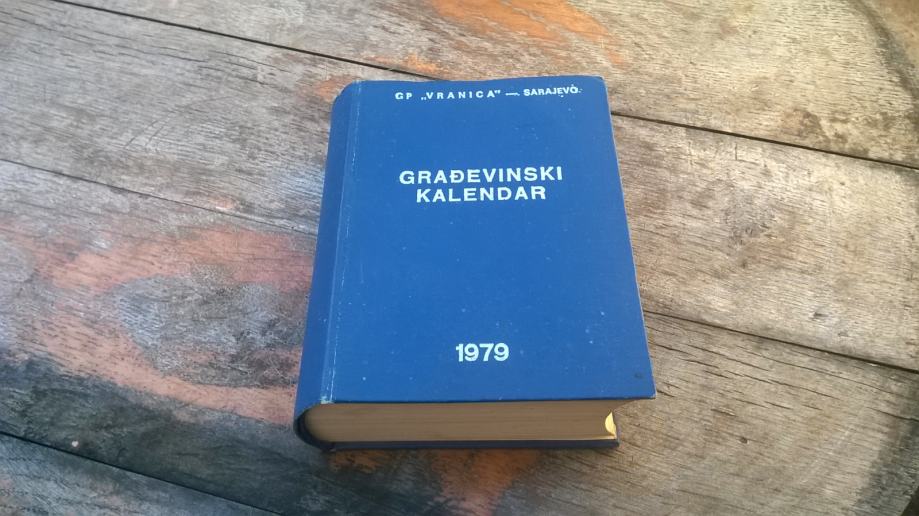 GP „VRANICA" — SARAJEVO
GRAĐEVINSKI
KALENDAR
1979